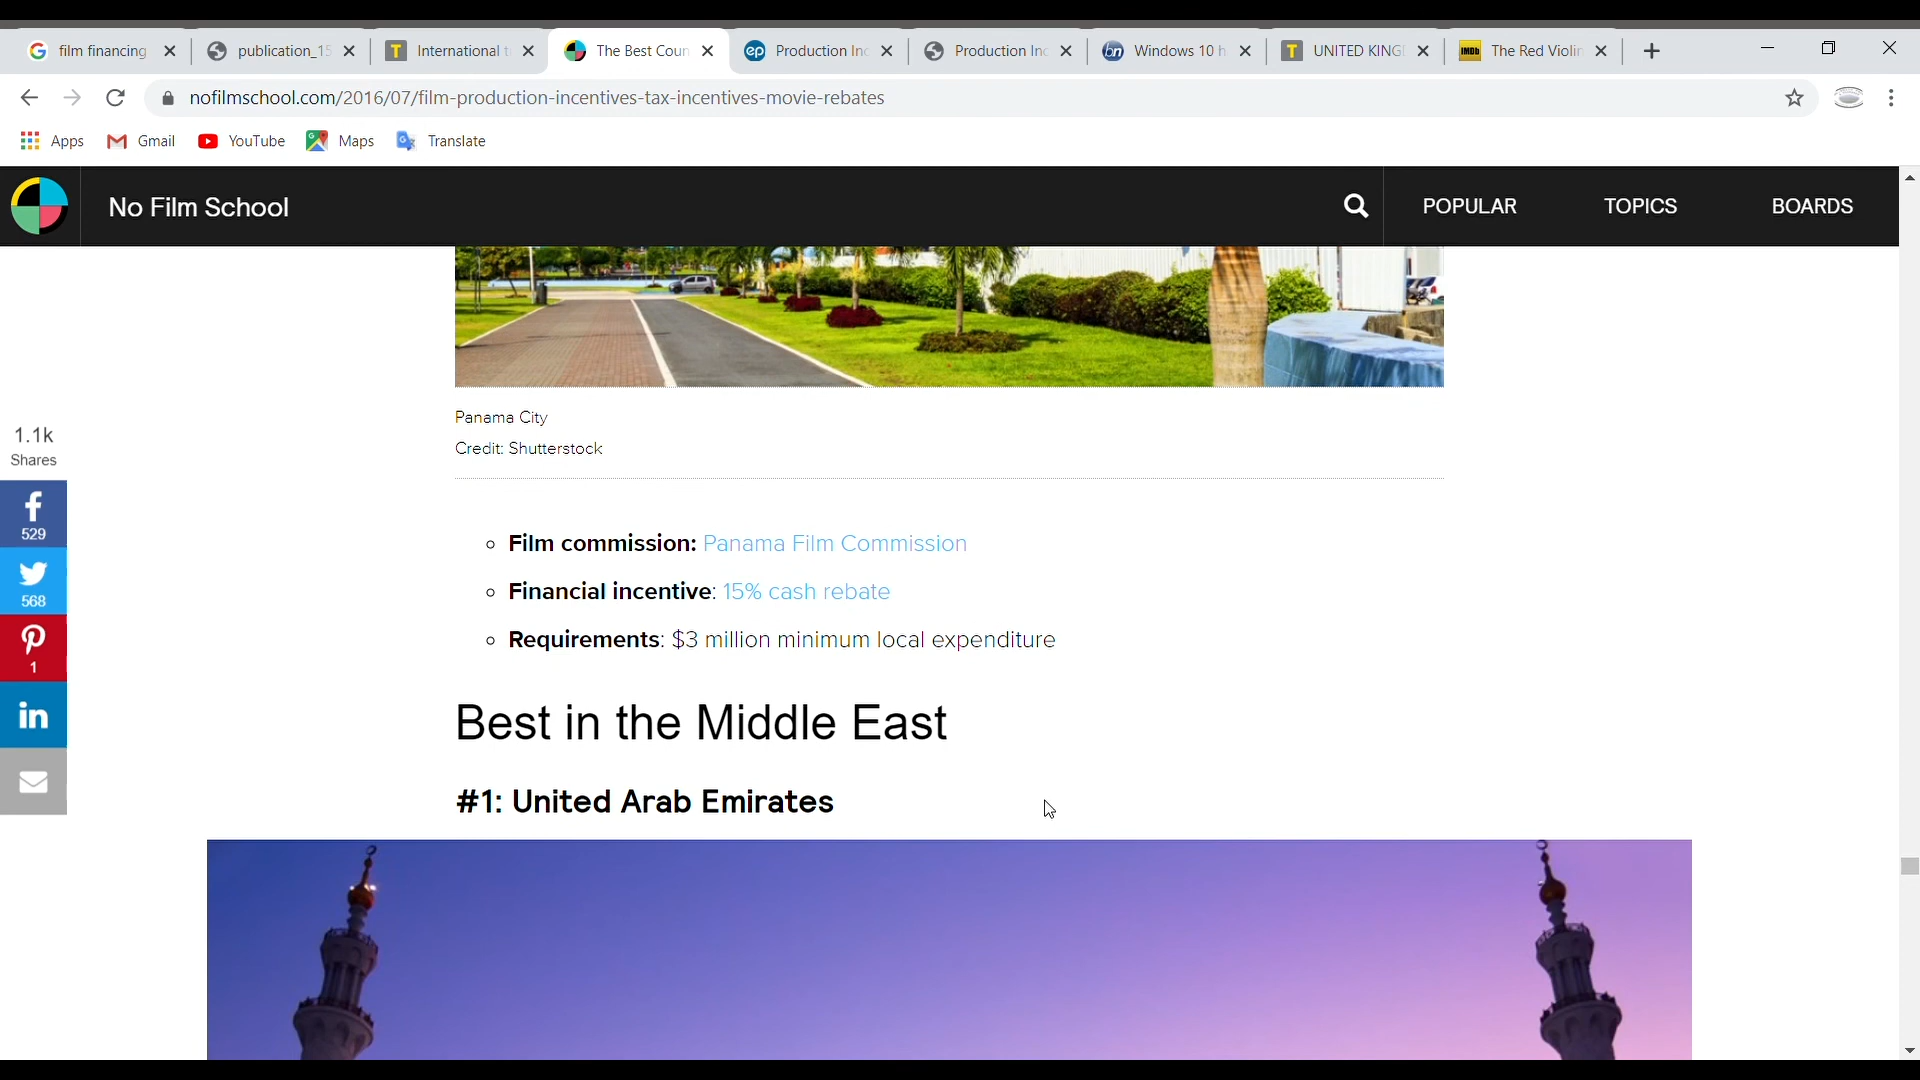 film financing
publication_15
International t
The Best Coun
Production Inc
Production Inc
Windows 10 h
UNITED KING
The Red Violin
nofilmschool.com/2016/07/film-production-incentives-tax-incentives-movie-rebates
Apps
Gmail
YouTube
Maps
Translate
No Film School
POPULAR
TOPICS
BOARDS
Panama City
Credit: Shutterstock
1.1k
Shares
529
568
1
Film commission: Panama Film Commission
Financial incentive: 15% cash rebate
Requirements: $3 million minimum local expenditure
Best in the Middle East
#1: United Arab Emirates